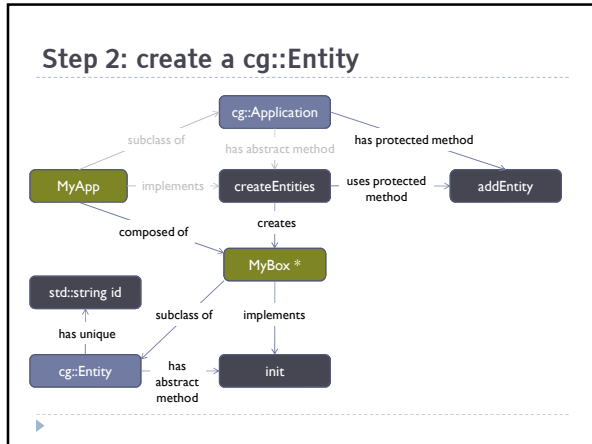 Step 2: create a cg::Entity
cg::Application
subclass of
has protected method
has abstract method
MyApp
implements
createEntities
uses protected
method
addEntity
composed of
creates
MyBox *
std::string id
subclass of
implements
has unique
cg::Entity
has
abstract
method
init